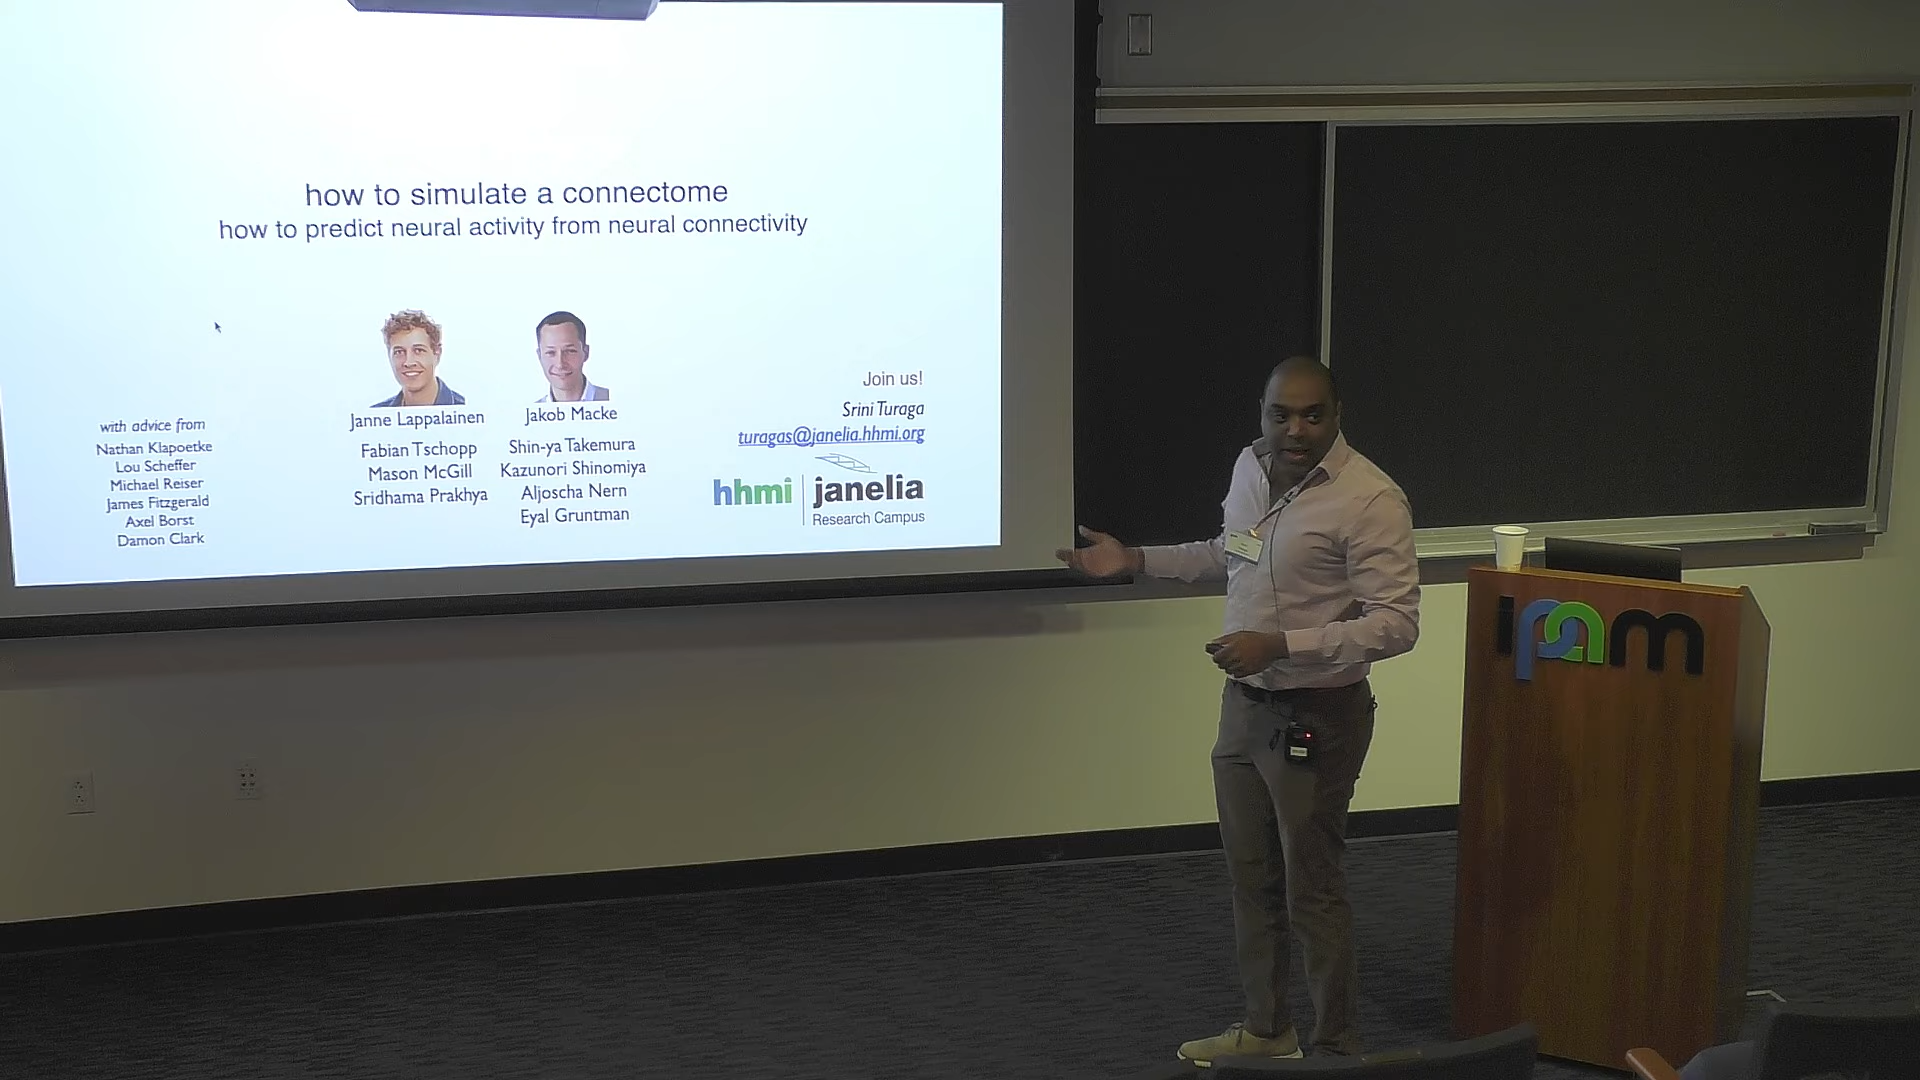 how to simulate a connectome
how to predict neural activity from neural connectivity
with advice from
Nathan Klapoetke
Lou Scheffer
Michael Reiser
James Fitzgerald
Axel Borst
Damon Clark
Janne Lappalainen
Fabian Tschopp
Mason McGill
Sridhama Prakhya
Jakob Macke
Shin-ya Takemura
Kazunori Shinomiya
Aljoscha Nern
Eyal Gruntman
Join us!
Srini Turaga
turagas@janelia.hhmi.org
hhmi | janelia
Research Campus
ipam